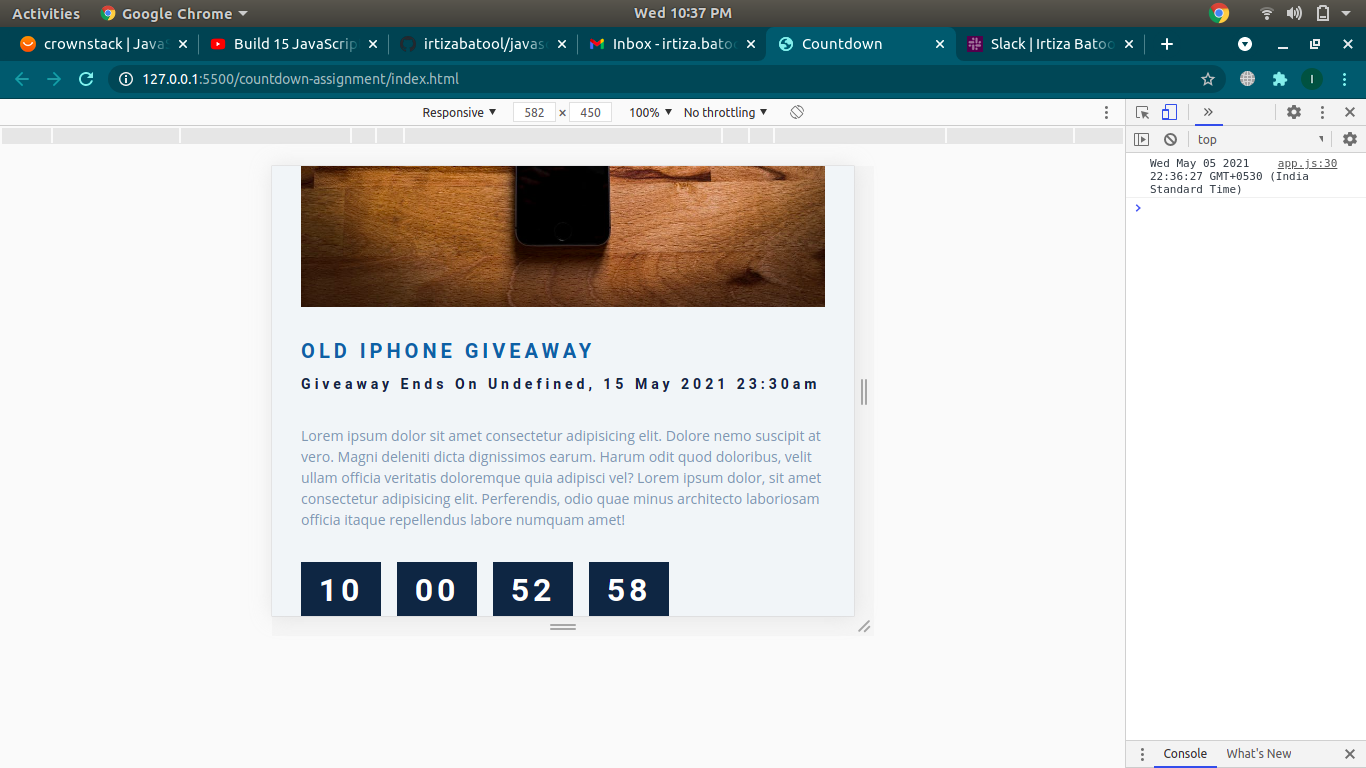 Activities Google Chrome Wed 10:37 PM
crownstack | Java Build 15 JavaScrip irtizabatool/javas Inbox - irtiza.batoo Countdown Slack | Irtiza Batoo
127.0.0.1:5500/countdown-assignment/index.html I
Responsive 582 × 450 100% No throttling
top
Wed May 05 2021 app.js:30
22:36:27 GMT+0530 (India
Standard Time)
OLD IPHONE GIVEAWAY
Giveaway Ends On Undefined, 15 May 2021 23:30am
Lorem ipsum dolor sit amet consectetur adipisicing elit. Dolore nemo suscipit at
vero. Magni deleniti dicta dignissimos earum. Harum odit quod doloribus, velit
ullam officia veritatis doloremque quia adipisci vel? Lorem ipsum dolor, sit amet
consectetur adipisicing elit. Perferendis, odio quae minus architecto laboriosam
officia itaque repellendus labore numquam amet!
10 00 52 58
Console What's New